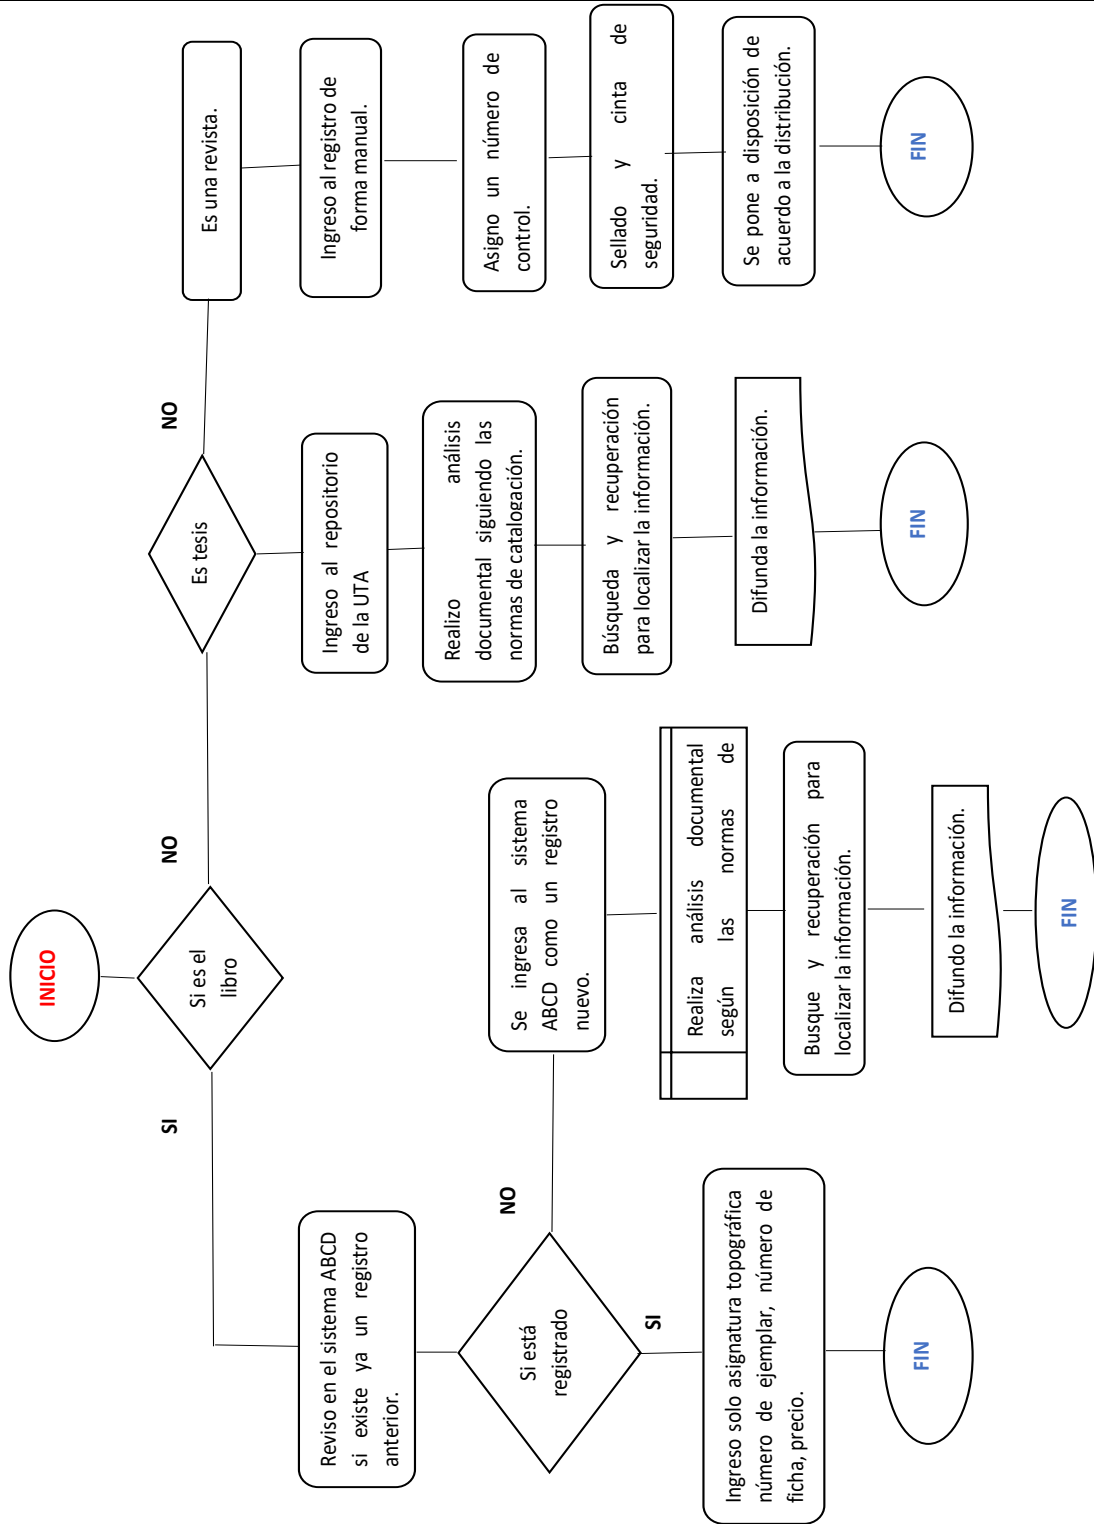 INICIO
Si es el
libro
SI
NO
Es tesis
NO
Es una revista.
Reviso en el sistema ABCD
si existe ya un registro
anterior.
Si está
registrado
NO
SI
Ingreso solo asignatura topográfica
número de ejemplar, número de
ficha, precio.
FIN
Se ingresa al sistema
ABCD como un registro
nuevo.
Realiza análisis documental
según las normas de
Busque y recuperación para
localizar la información.
Difundo la información.
FIN
Ingreso al repositorio
de la UTA
Realizo análisis
documental siguiendo las
normas de catalogación.
Búsqueda y recuperación
para localizar la información.
Difunda la información.
FIN
Ingreso al registro de
forma manual.
Asigno un número de
control.
Sellado y cinta de
seguridad.
Se pone a disposición de
acuerdo a la distribución.
FIN